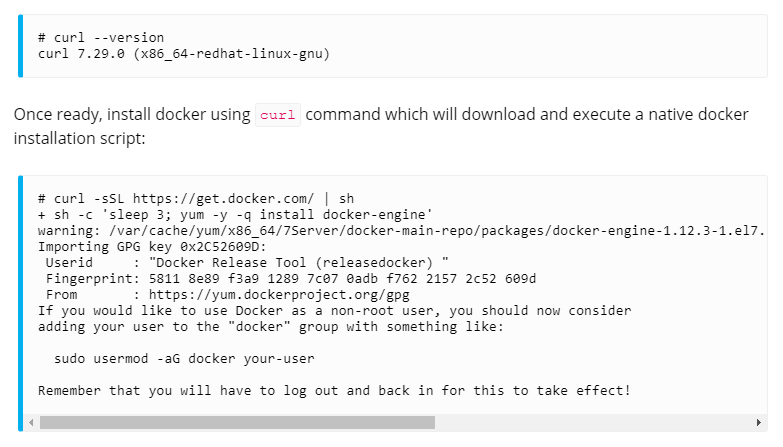 # curl --version
curl 7.29.0 (x86_64-redhat-linux-gnu)
Once ready, install docker using curl command which will download and execute a native docker
installation script:
# curl -sSL https://get.docker.com/ | sh
+ sh -c 'sleep 3; yum -y -q install docker-engine'
warning: /var/cache/yum/x86_64/7Server/docker-main-repo/packages/docker-engine-1.12.3-1.el7.
Importing GPG key 0x2C52609D:
 Userid     : "Docker Release Tool (releasedocker) "
 Fingerprint: 5811 8e89 f3a9 1289 7c07 0adb f762 2157 2c52 609d
 From       : https://yum.dockerproject.org/gpg
If you would like to use Docker as a non-root user, you should now consider
adding your user to the "docker" group with something like:
  sudo usermod -aG docker your-user
Remember that you will have to log out and back in for this to take effect!